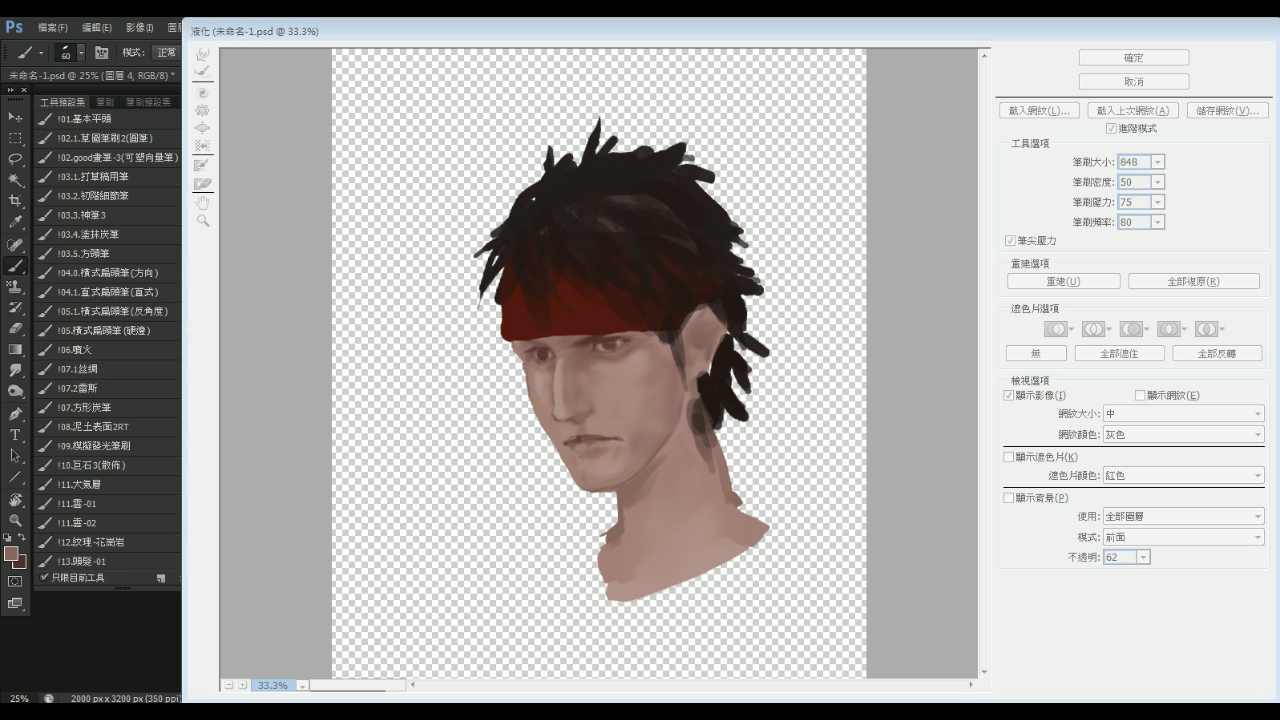 Ps 檔案(F) 編輯(E) 影像(I) 圖
60 模式: 正常
未命名-1.psd @ 25% (圖層 4, RGB/8) *
工具預設集 筆刷 筆刷預設集
!01.基本平頭
!02.1.草圖筆刷2(圓筆)
!02.good畫筆-3(可塑向量筆)
!03.1.打草稿用筆
!03.2.初階細節筆
!03.3.神筆3
!03.4.塗抹炭筆
!03.5.方頭筆
!04.0.橫式扁頭筆(方向)
!04.1.直式扁頭筆(直式)
!05.1.橫式扁頭筆(反角度)
!05.橫式扁頭筆(硬邊)
!06.噴火
!07.1絲綢
!07.2雷斯
!07.方形炭筆
!08.泥土表面2RT
!09.模擬發光筆刷
!10.巨石3(散佈)
!11.大氣層
!11.雲-01
!11.雲-02
!12.紋理-花崗岩
!13.頭髮-01
只限目前工具
25% 2000 px x 3200 px (350 ppi)
液化 (未命名-1.psd @ 33.3%)
33.3%
確定
取消
載入網紋(L)... 載入上次網紋(A) 儲存網紋(V)...
進階模式
工具選項
筆刷大小: 848
筆刷密度: 50
筆刷壓力: 75
筆刷頻率: 80
筆尖壓力
重建選項
重建(U) 全部復原(R)
遮色片選項
無 全部遮住 全部反轉
檢視選項
顯示影像(I) 顯示網紋(E)
網紋大小: 中
網紋顏色: 灰色
顯示遮色片(K)
遮色片顏色: 紅色
顯示背景(P)
使用: 全部圖層
模式: 前面
不透明: 62